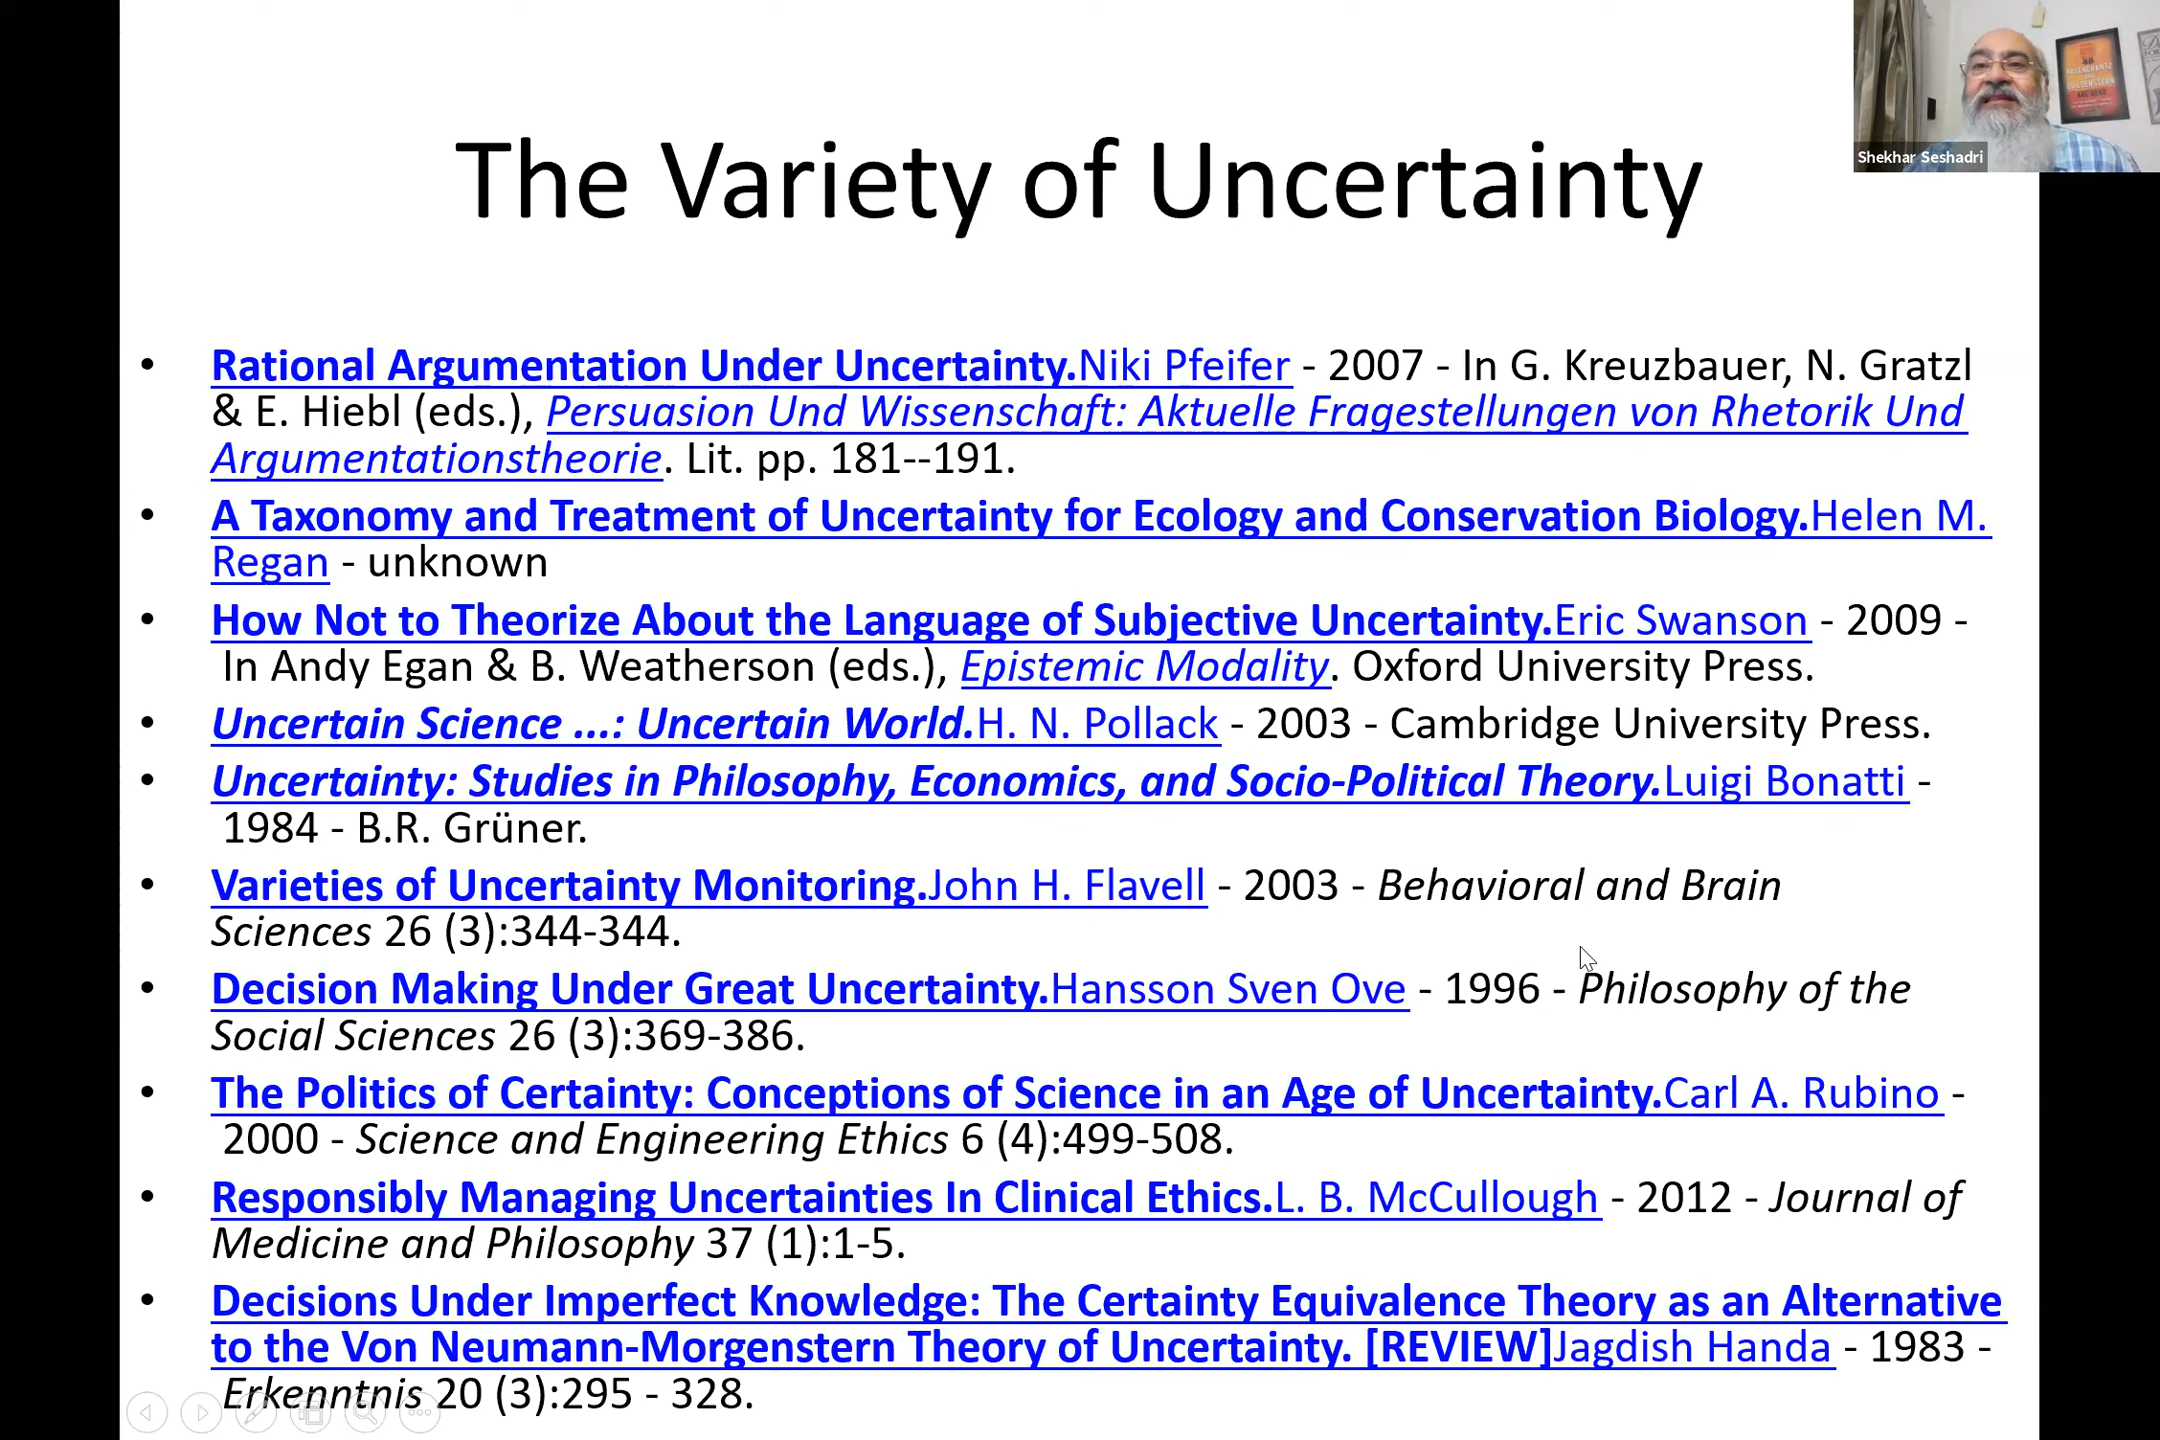 The Variety of Uncertainty
ROSENCRANTZ
AND
GUILDENSTERN
ARE DEAD
Shekhar Seshadri
• Rational Argumentation Under Uncertainty.Niki Pfeifer - 2007 - In G. Kreuzbauer, N. Gratzl
& E. Hiebl (eds.), Persuasion Und Wissenschaft: Aktuelle Fragestellungen von Rhetorik Und
Argumentationstheorie. Lit. pp. 181--191.
• A Taxonomy and Treatment of Uncertainty for Ecology and Conservation Biology.Helen M.
Regan - unknown
• How Not to Theorize About the Language of Subjective Uncertainty.Eric Swanson - 2009 -
In Andy Egan & B. Weatherson (eds.), Epistemic Modality. Oxford University Press.
• Uncertain Science ...: Uncertain World.H. N. Pollack - 2003 - Cambridge University Press.
• Uncertainty: Studies in Philosophy, Economics, and Socio-Political Theory.Luigi Bonatti -
1984 - B.R. Grüner.
• Varieties of Uncertainty Monitoring.John H. Flavell - 2003 - Behavioral and Brain
Sciences 26 (3):344-344.
• Decision Making Under Great Uncertainty.Hansson Sven Ove - 1996 - Philosophy of the
Social Sciences 26 (3):369-386.
• The Politics of Certainty: Conceptions of Science in an Age of Uncertainty.Carl A. Rubino -
2000 - Science and Engineering Ethics 6 (4):499-508.
• Responsibly Managing Uncertainties In Clinical Ethics.L. B. McCullough - 2012 - Journal of
Medicine and Philosophy 37 (1):1-5.
• Decisions Under Imperfect Knowledge: The Certainty Equivalence Theory as an Alternative
to the Von Neumann-Morgenstern Theory of Uncertainty. [REVIEW]Jagdish Handa - 1983 -
Erkenntnis 20 (3):295 - 328.